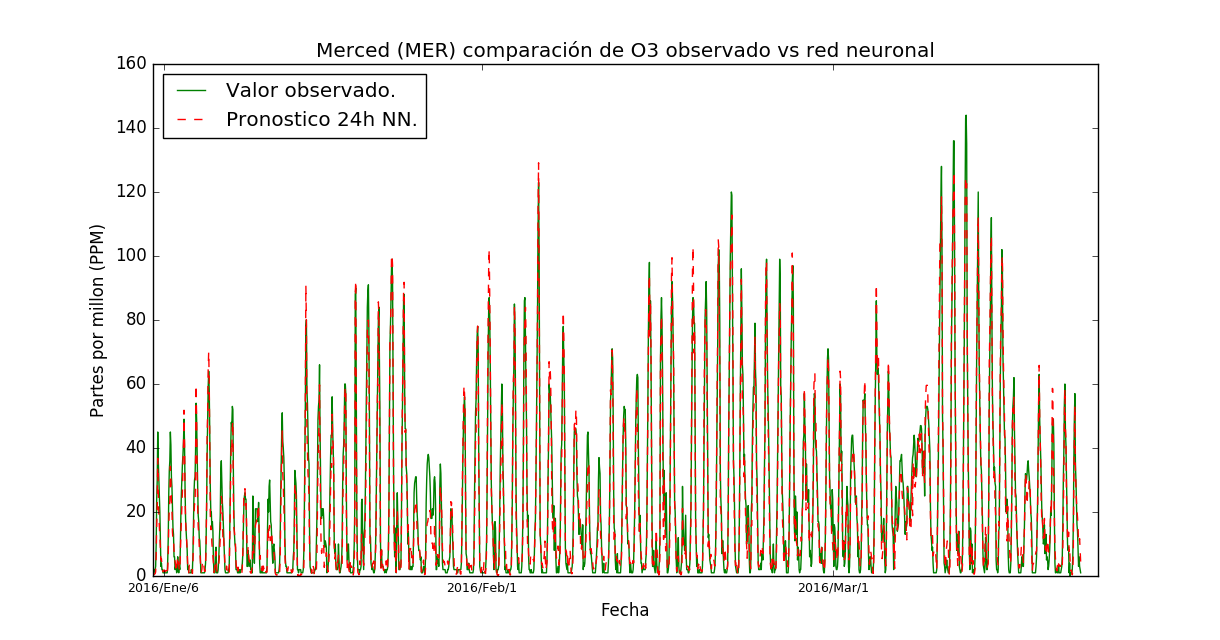 Merced (MER) comparación de O3 observado vs red neuronal
160
140
120
100
80
60
40
20
0
Valor observado.
Pronostico 24h NN.
Partes por millon (PPM)
2016/Ene/6
2016/Feb/1
2016/Mar/1
Fecha